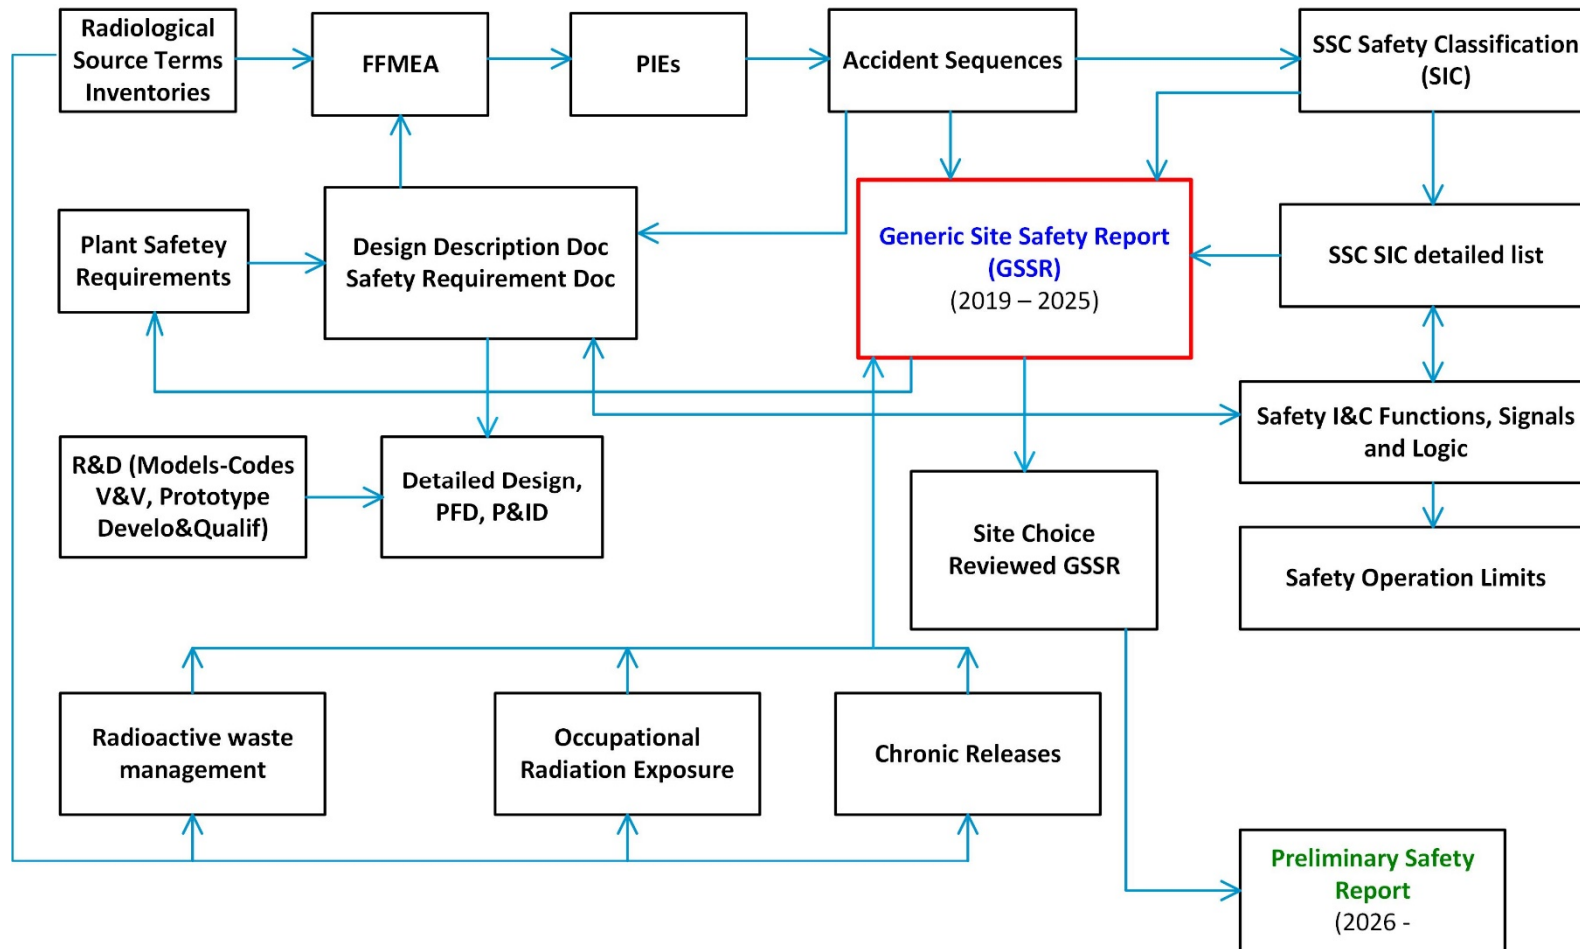 Radiological
Source Terms
Inventories
FFMEA
PIEs
Accident Sequences
SSC Safety Classification
(SIC)
Plant Safetey
Requirements
Design Description Doc
Safety Requirement Doc
Generic Site Safety Report
(GSSR)
(2019 – 2025)
SSC SIC detailed list
R&D (Models-Codes
V&V, Prototype
Develo&Qualif)
Detailed Design,
PFD, P&ID
Site Choice
Reviewed GSSR
Safety I&C Functions, Signals
and Logic
Safety Operation Limits
Radioactive waste
management
Occupational
Radiation Exposure
Chronic Releases
Preliminary Safety
Report
(2026 -